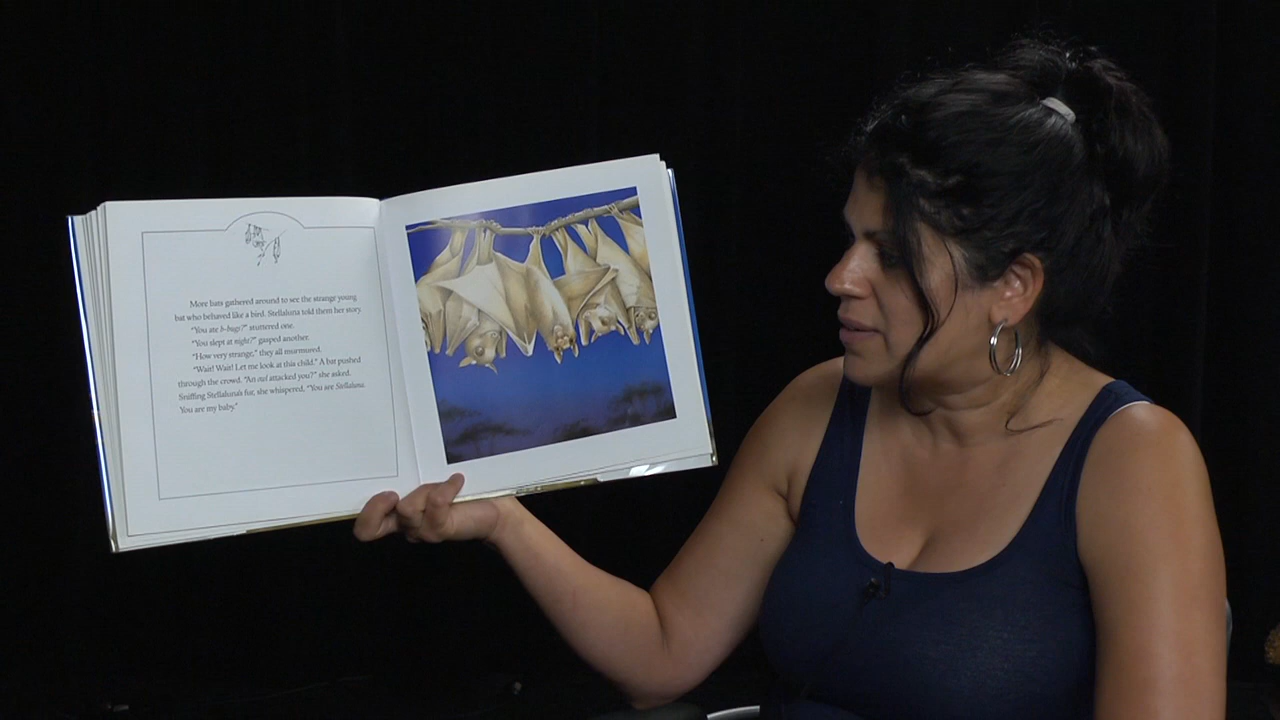 More bats gathered around to see the strange young
bat who behaved like a bird. Stellaluna told them her story.
"You ate b-bugs?" stuttered one.
"You slept at night?" gasped another.
"How very strange," they all murmured.
"Wait! Wait! Let me look at this child." A bat pushed
through the crowd. "An owl attacked you?" she asked.
Sniffing Stellaluna's fur, she whispered, "You are Stellaluna.
You are my baby."